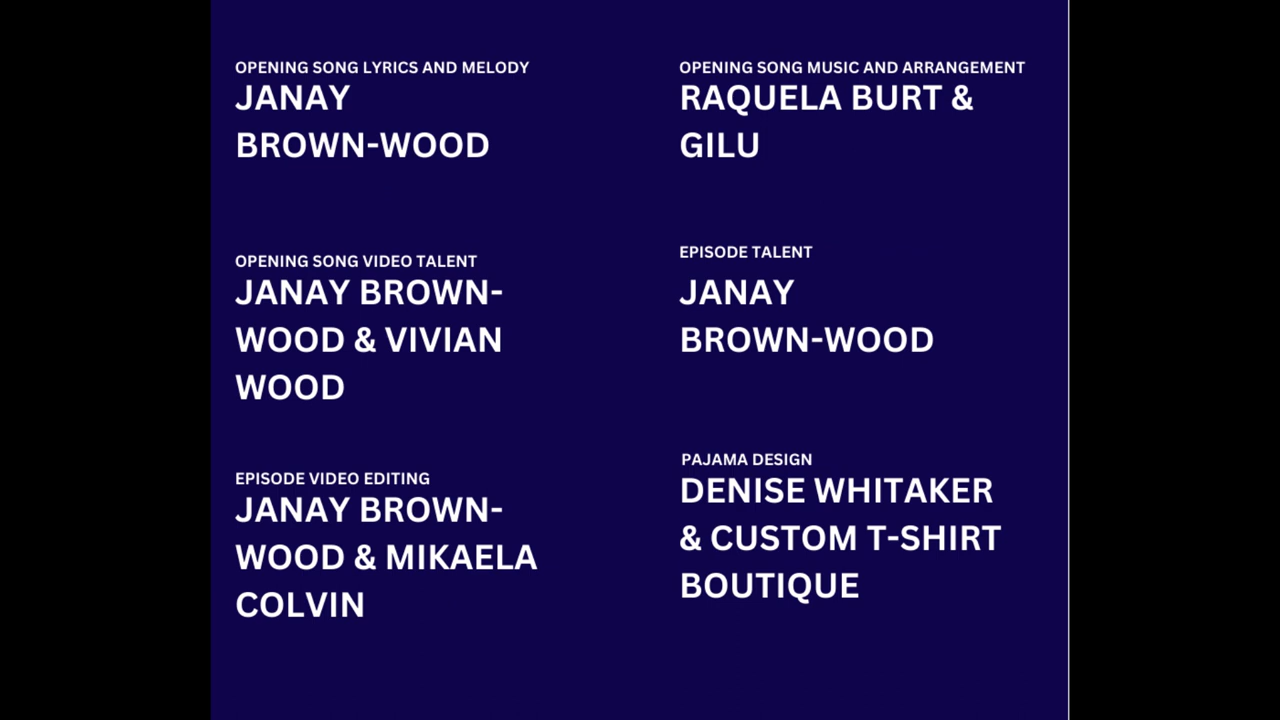 OPENING SONG LYRICS AND MELODY
JANAY
BROWN-WOOD
OPENING SONG MUSIC AND ARRANGEMENT
RAQUELA BURT &
GILU
OPENING SONG VIDEO TALENT
JANAY BROWN-
WOOD & VIVIAN
WOOD
EPISODE TALENT
JANAY
BROWN-WOOD
EPISODE VIDEO EDITING
JANAY BROWN-
WOOD & MIKAELA
COLVIN
PAJAMA DESIGN
DENISE WHITAKER
& CUSTOM T-SHIRT
BOUTIQUE